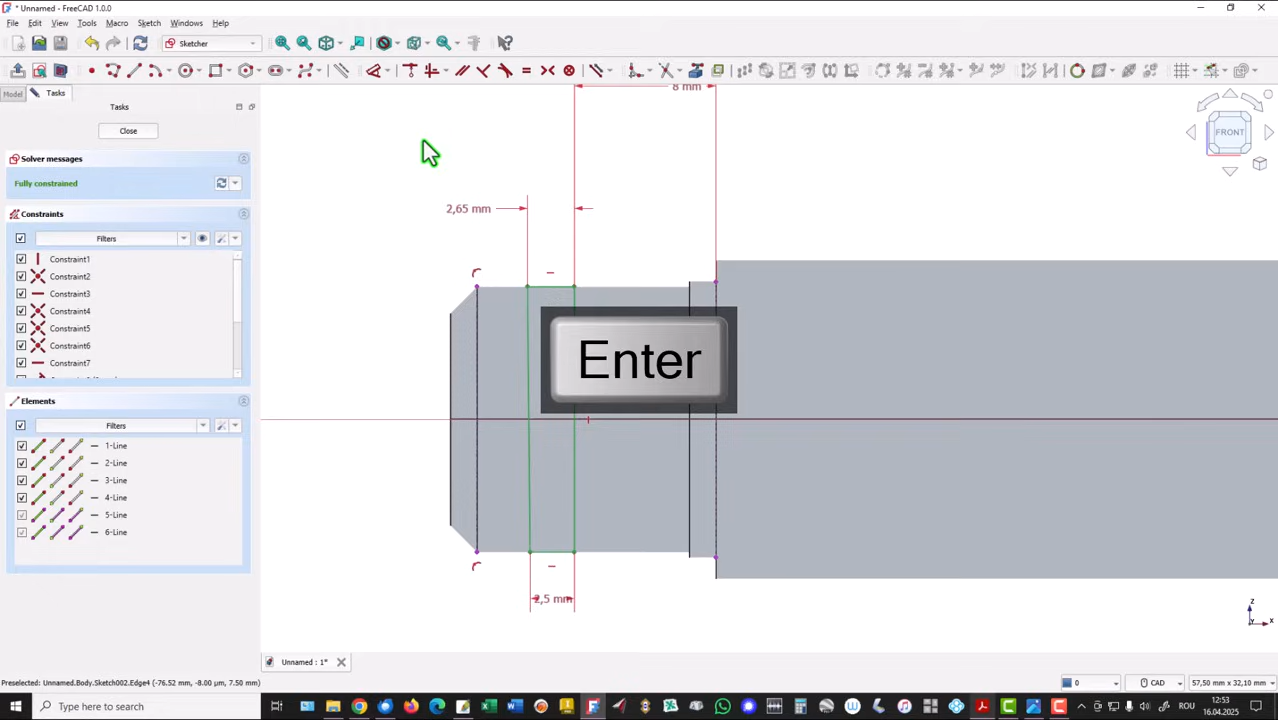 * Unnamed - FreeCAD 1.0.0
File Edit View Tools Macro Sketch Windows Help
Sketcher
Model Tasks
Tasks
Close
Solver messages
Fully constrained
Constraints
Filters
Constraint1
Constraint2
Constraint3
Constraint4
Constraint5
Constraint6
Constraint7
Elements
Filters
1-Line
2-Line
3-Line
4-Line
5-Line
6-Line
8 mm
2,65 mm
Enter
2,5 mm
FRONT
Z
Y
X
Unnamed : 1*
Preselected: Unnamed.Body.Sketch002.Edge4 (-76.52 mm, -8.00 μm, 7.50 mm)
0
CAD
57,50 mm x 32,10 mm
Type here to search
ROU
12:53
16.04.2025